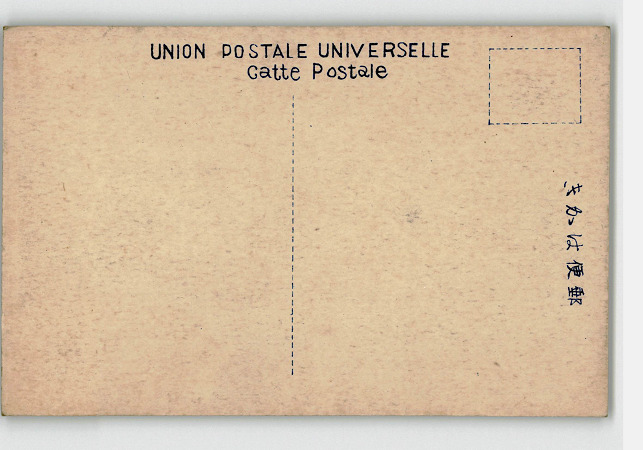 UNION POSTALE UNIVERSELLE
Catte Postale
郵便はかき